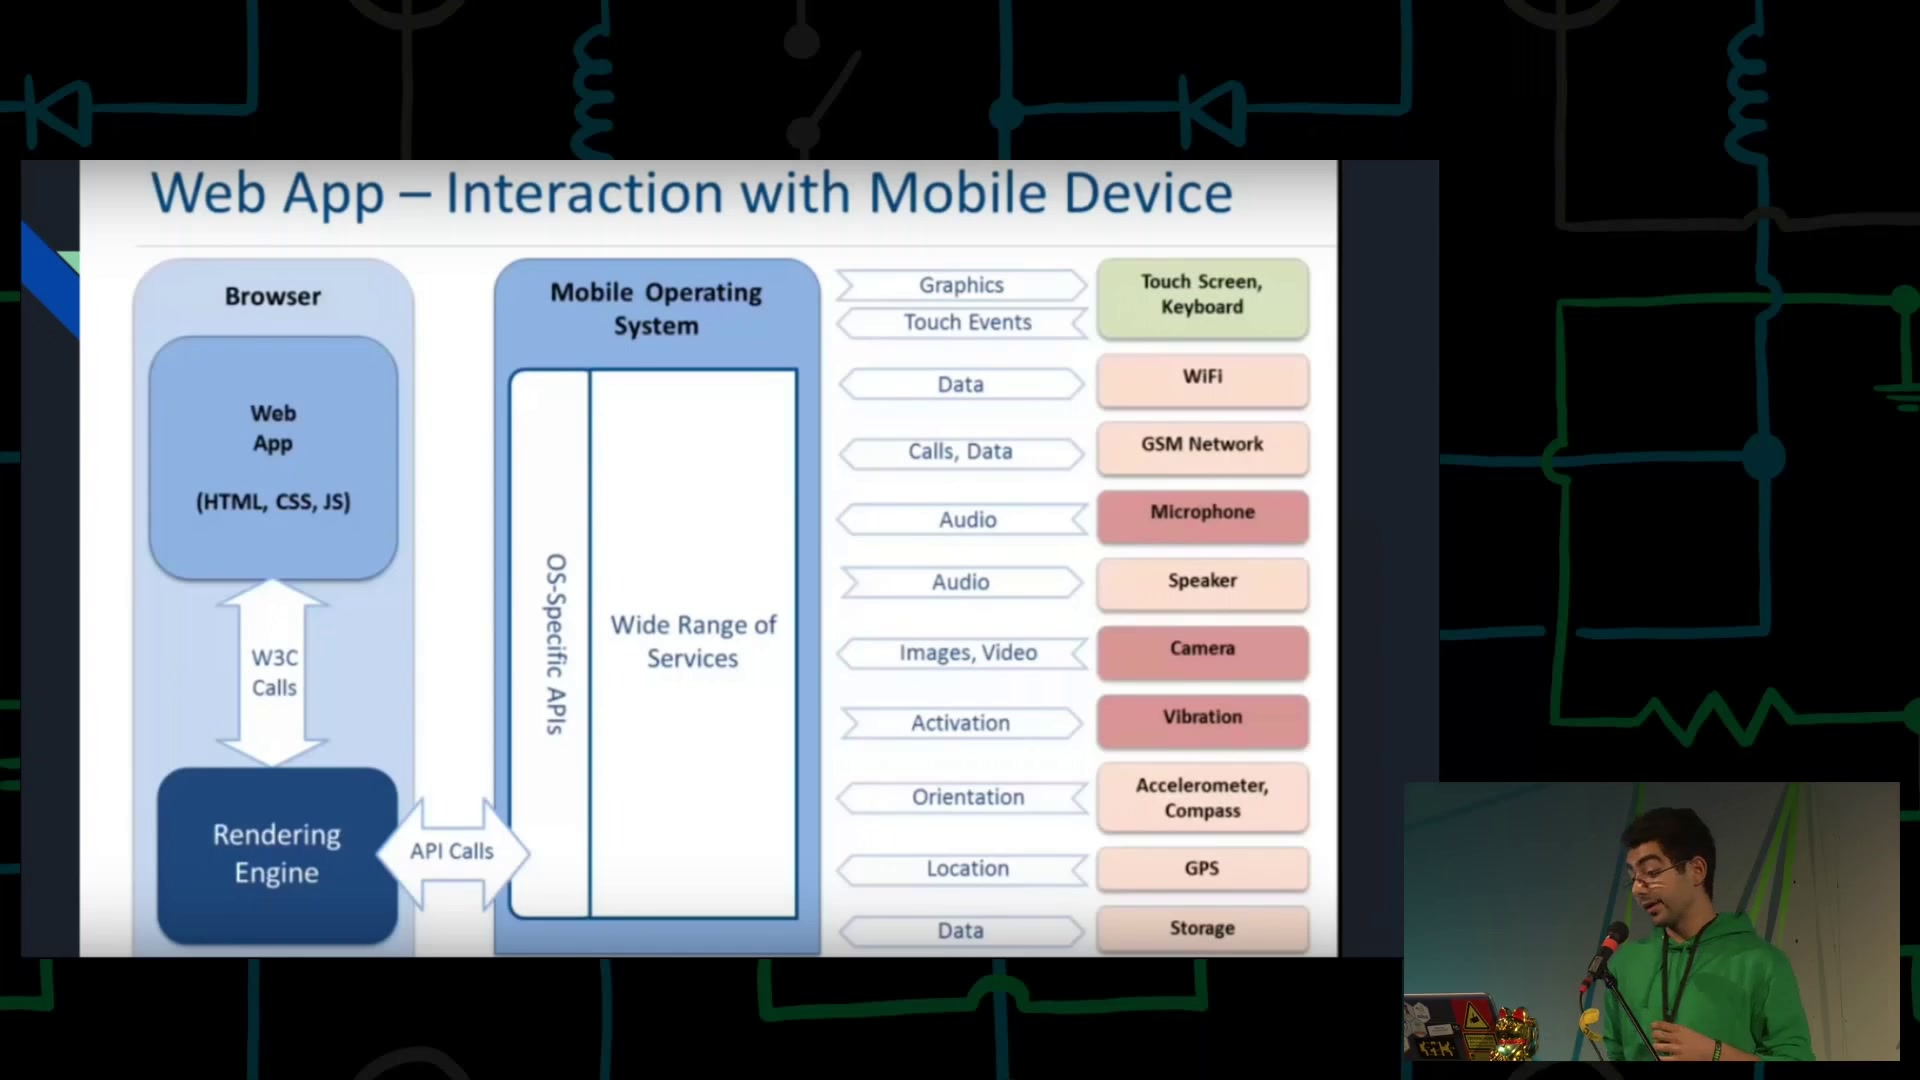 Web App – Interaction with Mobile Device
Browser
Web
App
(HTML, CSS, JS)
W3C
Calls
Rendering
Engine
API Calls
Mobile Operating
System
OS-Specific APIs
Wide Range of
Services
Graphics
Touch Events
Touch Screen,
Keyboard
Data
WiFi
Calls, Data
GSM Network
Audio
Microphone
Audio
Speaker
Images, Video
Camera
Activation
Vibration
Orientation
Accelerometer,
Compass
Location
GPS
Data
Storage